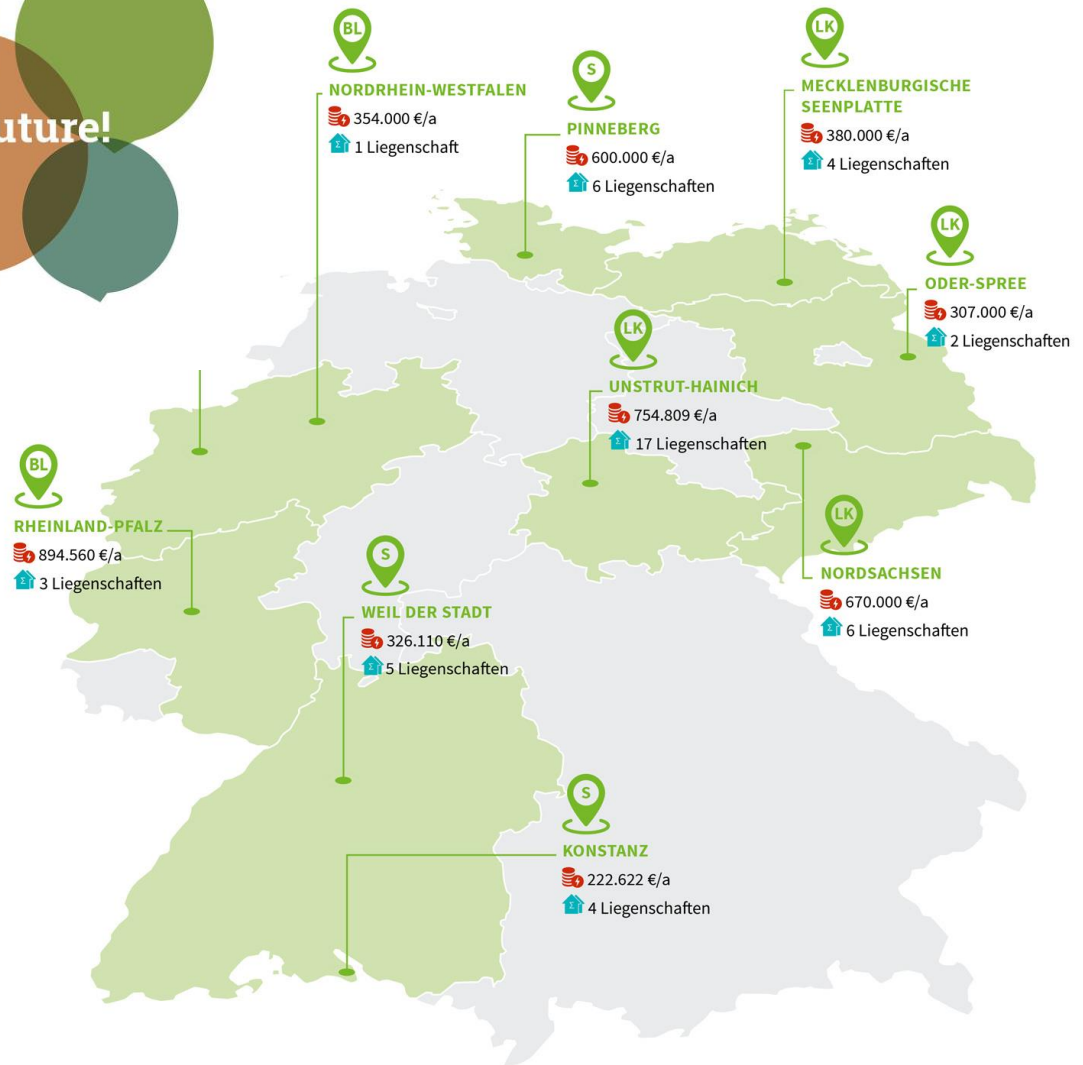 uture!
BL
NORDRHEIN-WESTFALEN
354.000 €/a
1 Liegenschaft
S
PINNEBERG
600.000 €/a
6 Liegenschaften
LK
MECKLENBURGISCHE
SEENPLATTE
380.000 €/a
4 Liegenschaften
LK
ODER-SPREE
307.000 €/a
2 Liegenschaften
LK
UNSTRUT-HAINICH
754.809 €/a
17 Liegenschaften
BL
RHEINLAND-PFALZ
894.560 €/a
3 Liegenschaften
LK
NORDSACHSEN
670.000 €/a
6 Liegenschaften
S
WEIL DER STADT
326.110 €/a
5 Liegenschaften
S
KONSTANZ
222.622 €/a
4 Liegenschaften